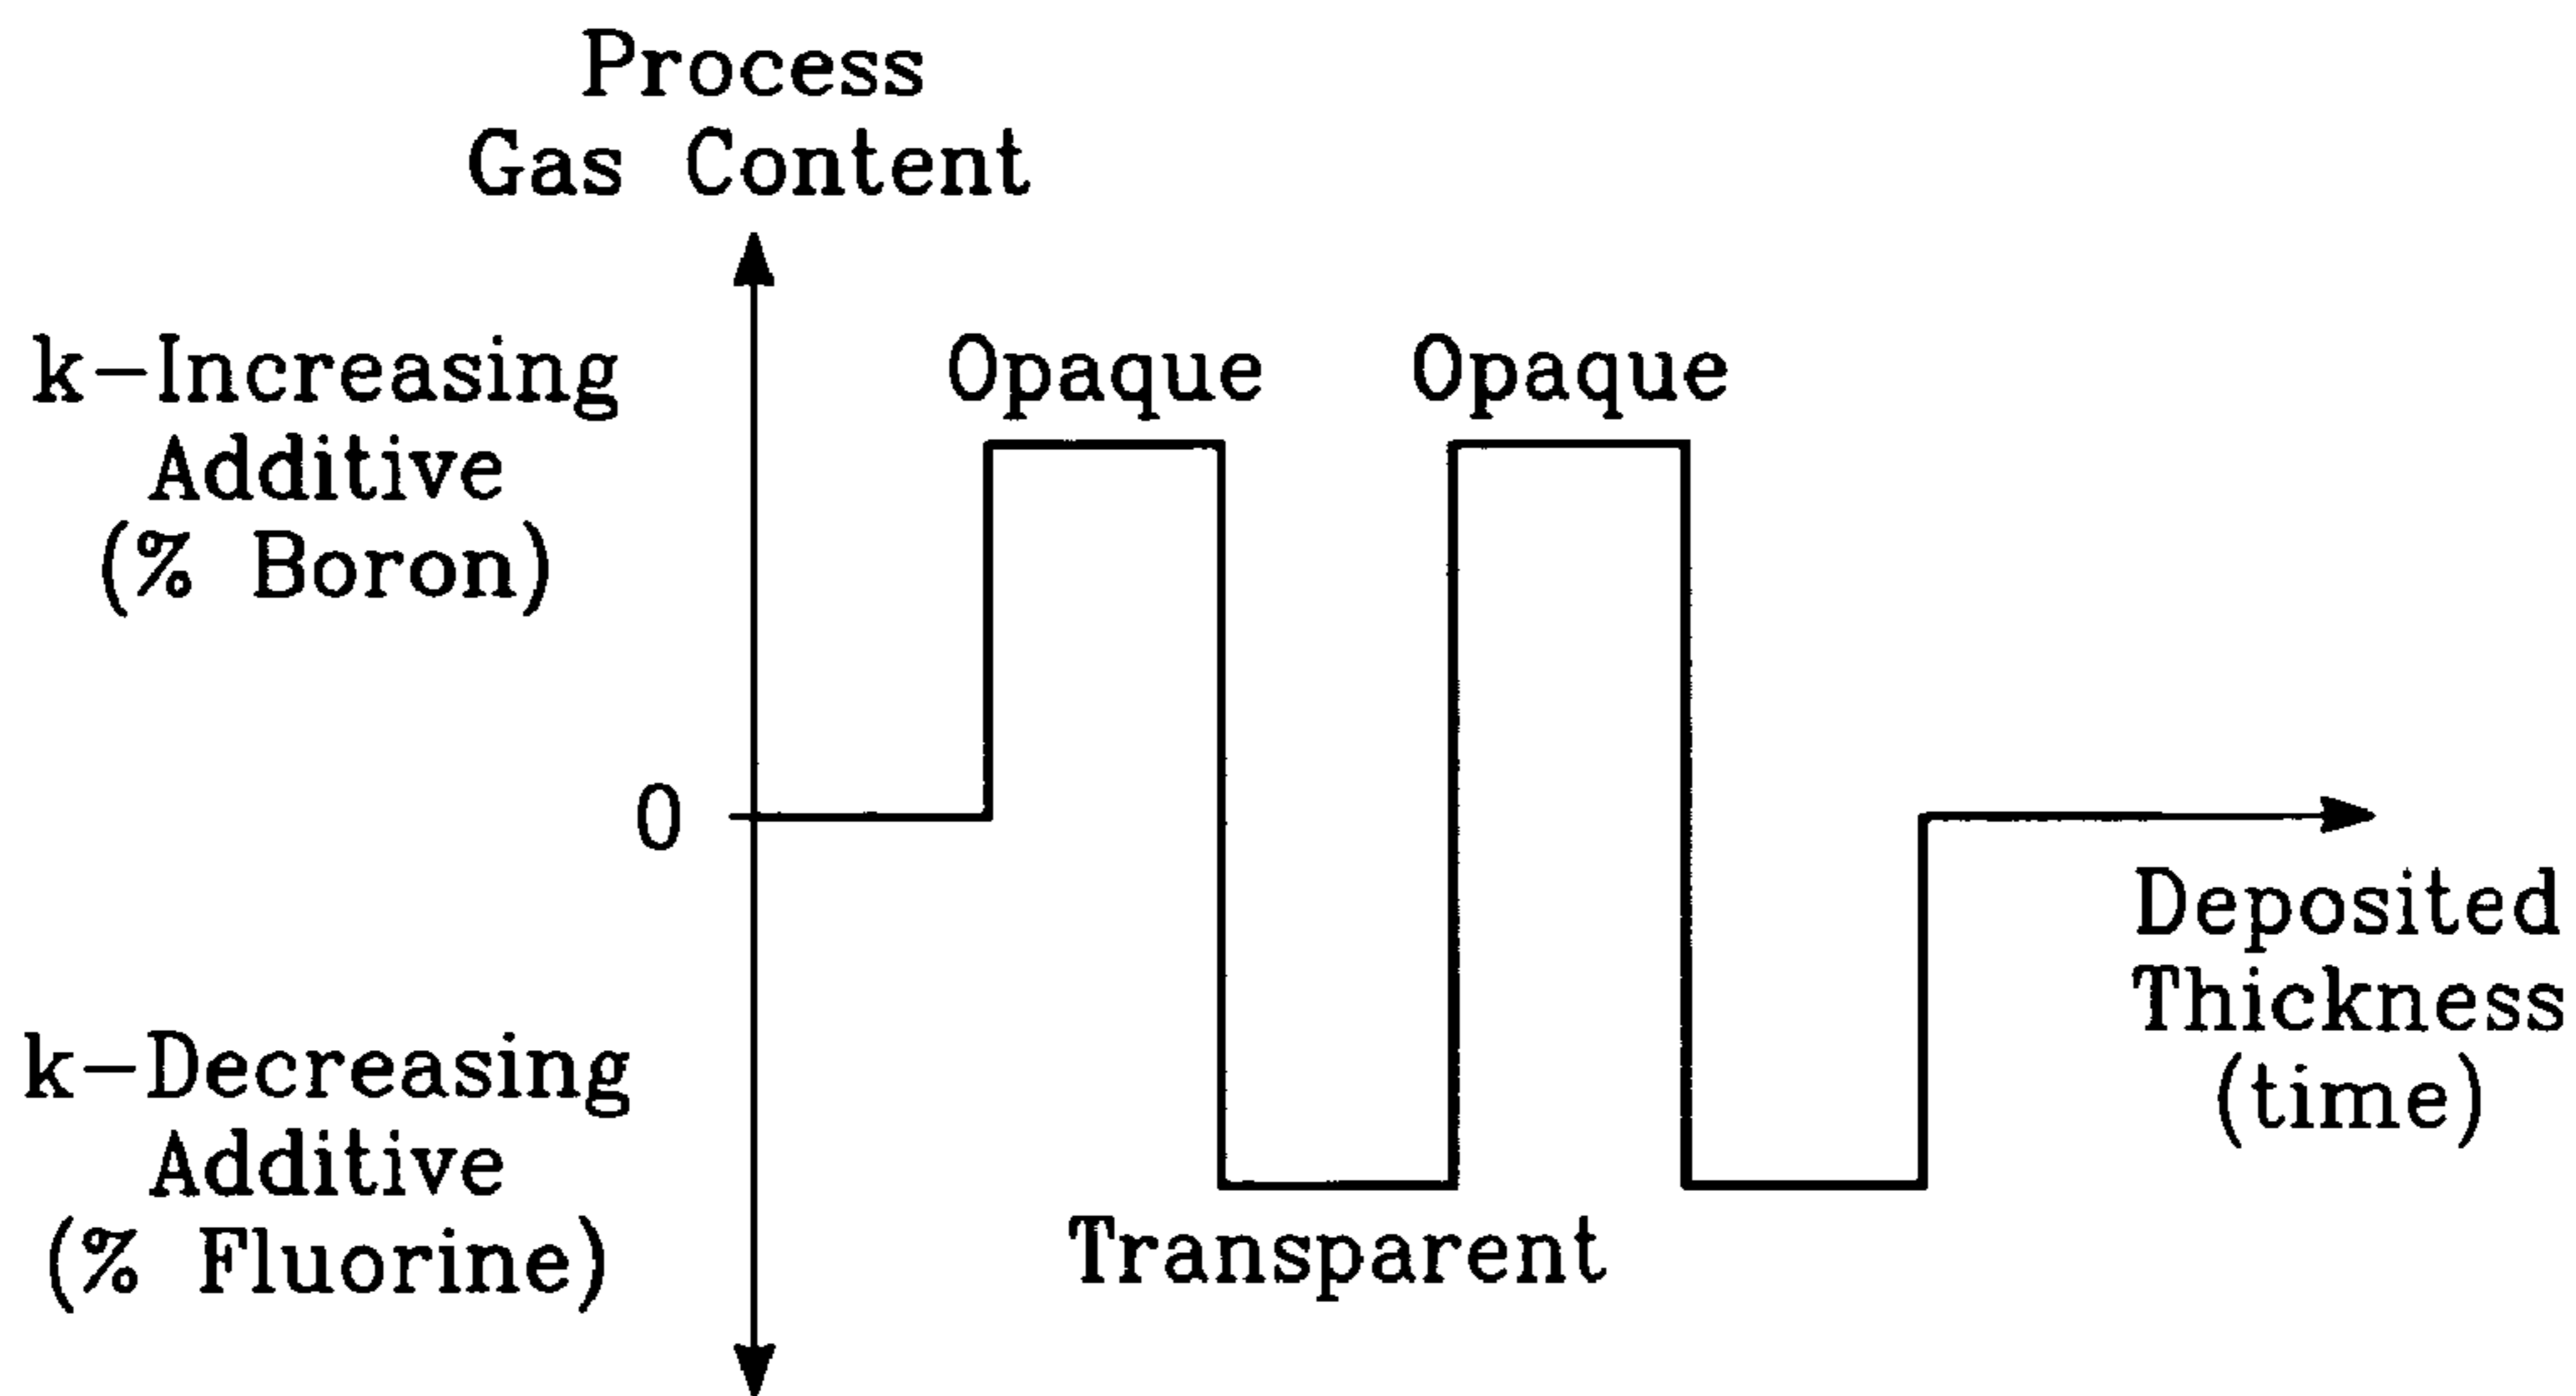 Process
Gas Content
k-Increasing
Additive
(% Boron)
Opaque
Opaque
0
Deposited
Thickness
(time)
k-Decreasing
Additive
(% Fluorine)
Transparent